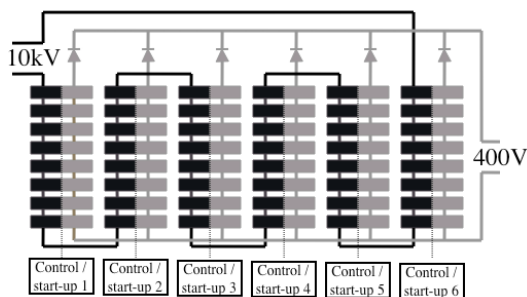 10kV
400V
Control /
start-up 1
Control /
start-up 2
Control /
start-up 3
Control /
start-up 4
Control /
start-up 5
Control /
start-up 6